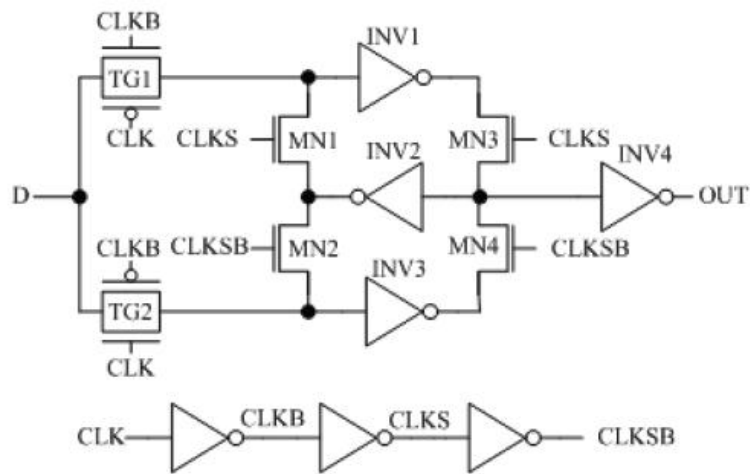 CLKB
TG1
CLK
INV1
CLKS
MN1
MN3
CLKS
INV2
INV4
D
OUT
CLKB
CLKSB
MN2
MN4
CLKSB
INV3
TG2
CLK
CLK
CLKB
CLKS
CLKSB